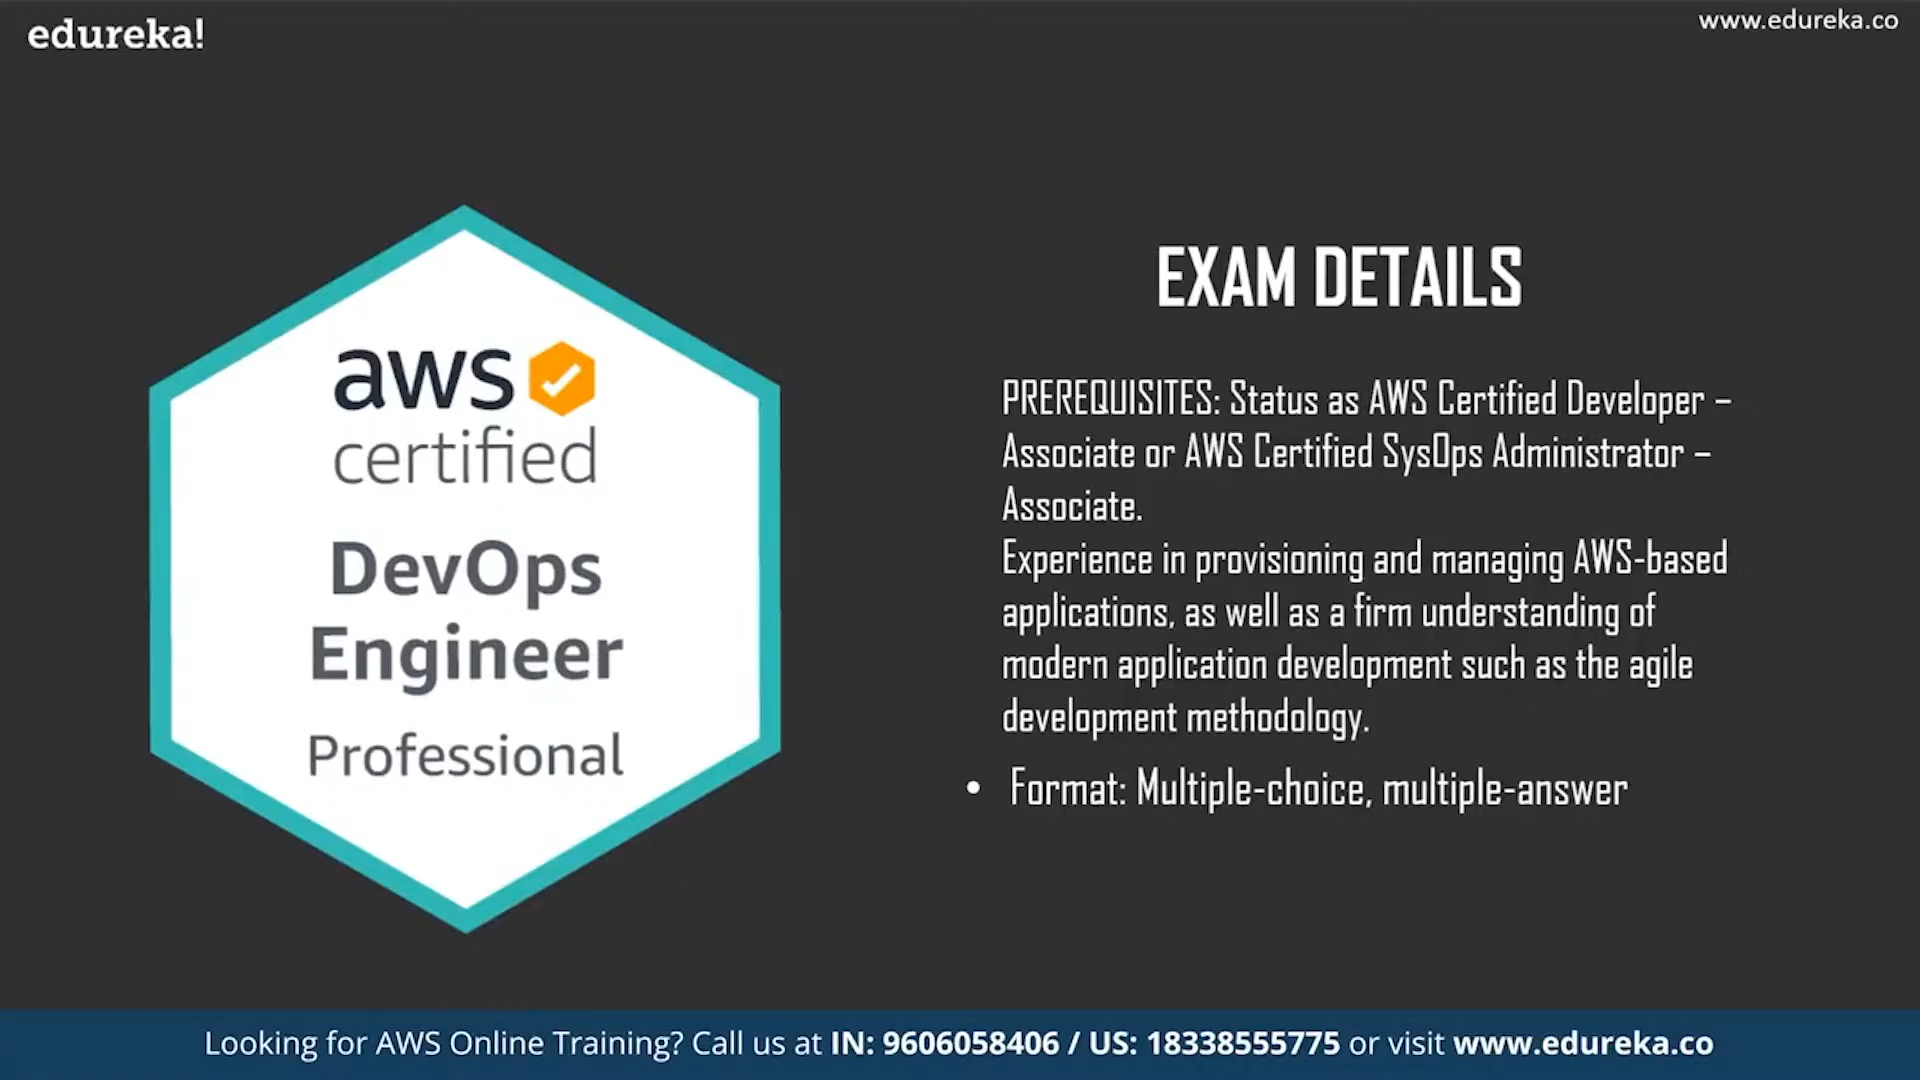 edureka!
www.edureka.co
aws
certified
DevOps
Engineer
Professional
EXAM DETAILS
PREREQUISITES: Status as AWS Certified Developer –
Associate or AWS Certified SysOps Administrator –
Associate.
Experience in provisioning and managing AWS-based
applications, as well as a firm understanding of
modern application development such as the agile
development methodology.
• Format: Multiple-choice, multiple-answer
Looking for AWS Online Training? Call us at IN: 9606058406 / US: 18338555775 or visit www.edureka.co